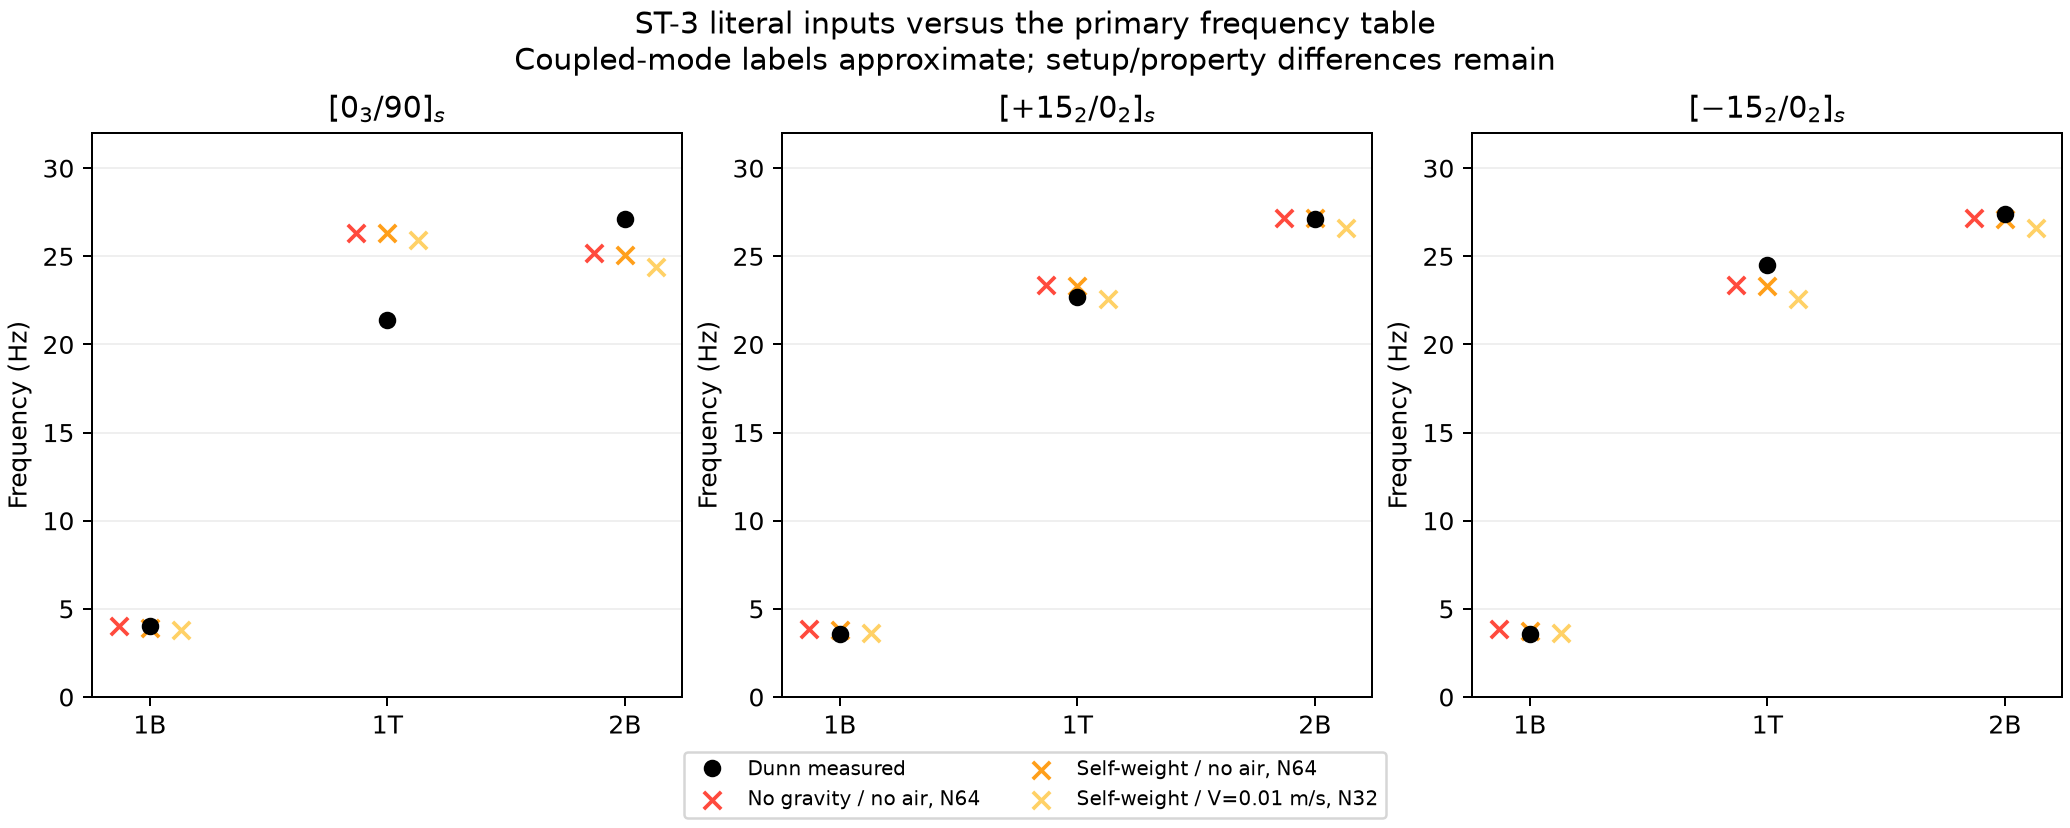 ST-3 literal inputs versus the primary frequency table
Coupled-mode labels approximate; setup/property differences remain
[0₃/90]ₛ
Frequency (Hz)
30
25
20
15
10
5
0
1B
1T
2B
[+15₂/0₂]ₛ
Frequency (Hz)
30
25
20
15
10
5
0
1B
1T
2B
[−15₂/0₂]ₛ
Frequency (Hz)
30
25
20
15
10
5
0
1B
1T
2B
Dunn measured
No gravity / no air, N64
Self-weight / no air, N64
Self-weight / V=0.01 m/s, N32